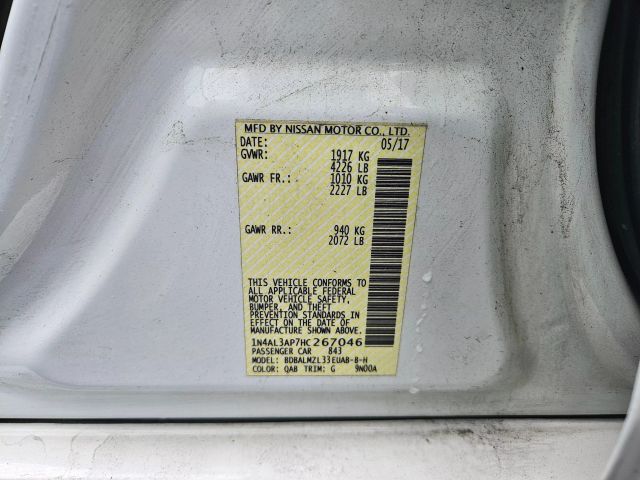 MFD BY NISSAN MOTOR CO., LTD.
DATE: 05/17
GVWR: 1917 KG
4226 LB
GAWR FR.: 1010 KG
2227 LB
GAWR RR.: 940 KG
2072 LB
THIS VEHICLE CONFORMS TO
ALL APPLICABLE FEDERAL
MOTOR VEHICLE SAFETY,
BUMPER, AND THEFT
PREVENTION STANDARDS IN
EFFECT ON THE DATE OF
MANUFACTURE SHOWN ABOVE.
1N4AL3AP7HC267046
PASSENGER CAR 843
MODEL: BDBALMZL33EUAB-B-H
COLOR: QAB TRIM: G 9N00A